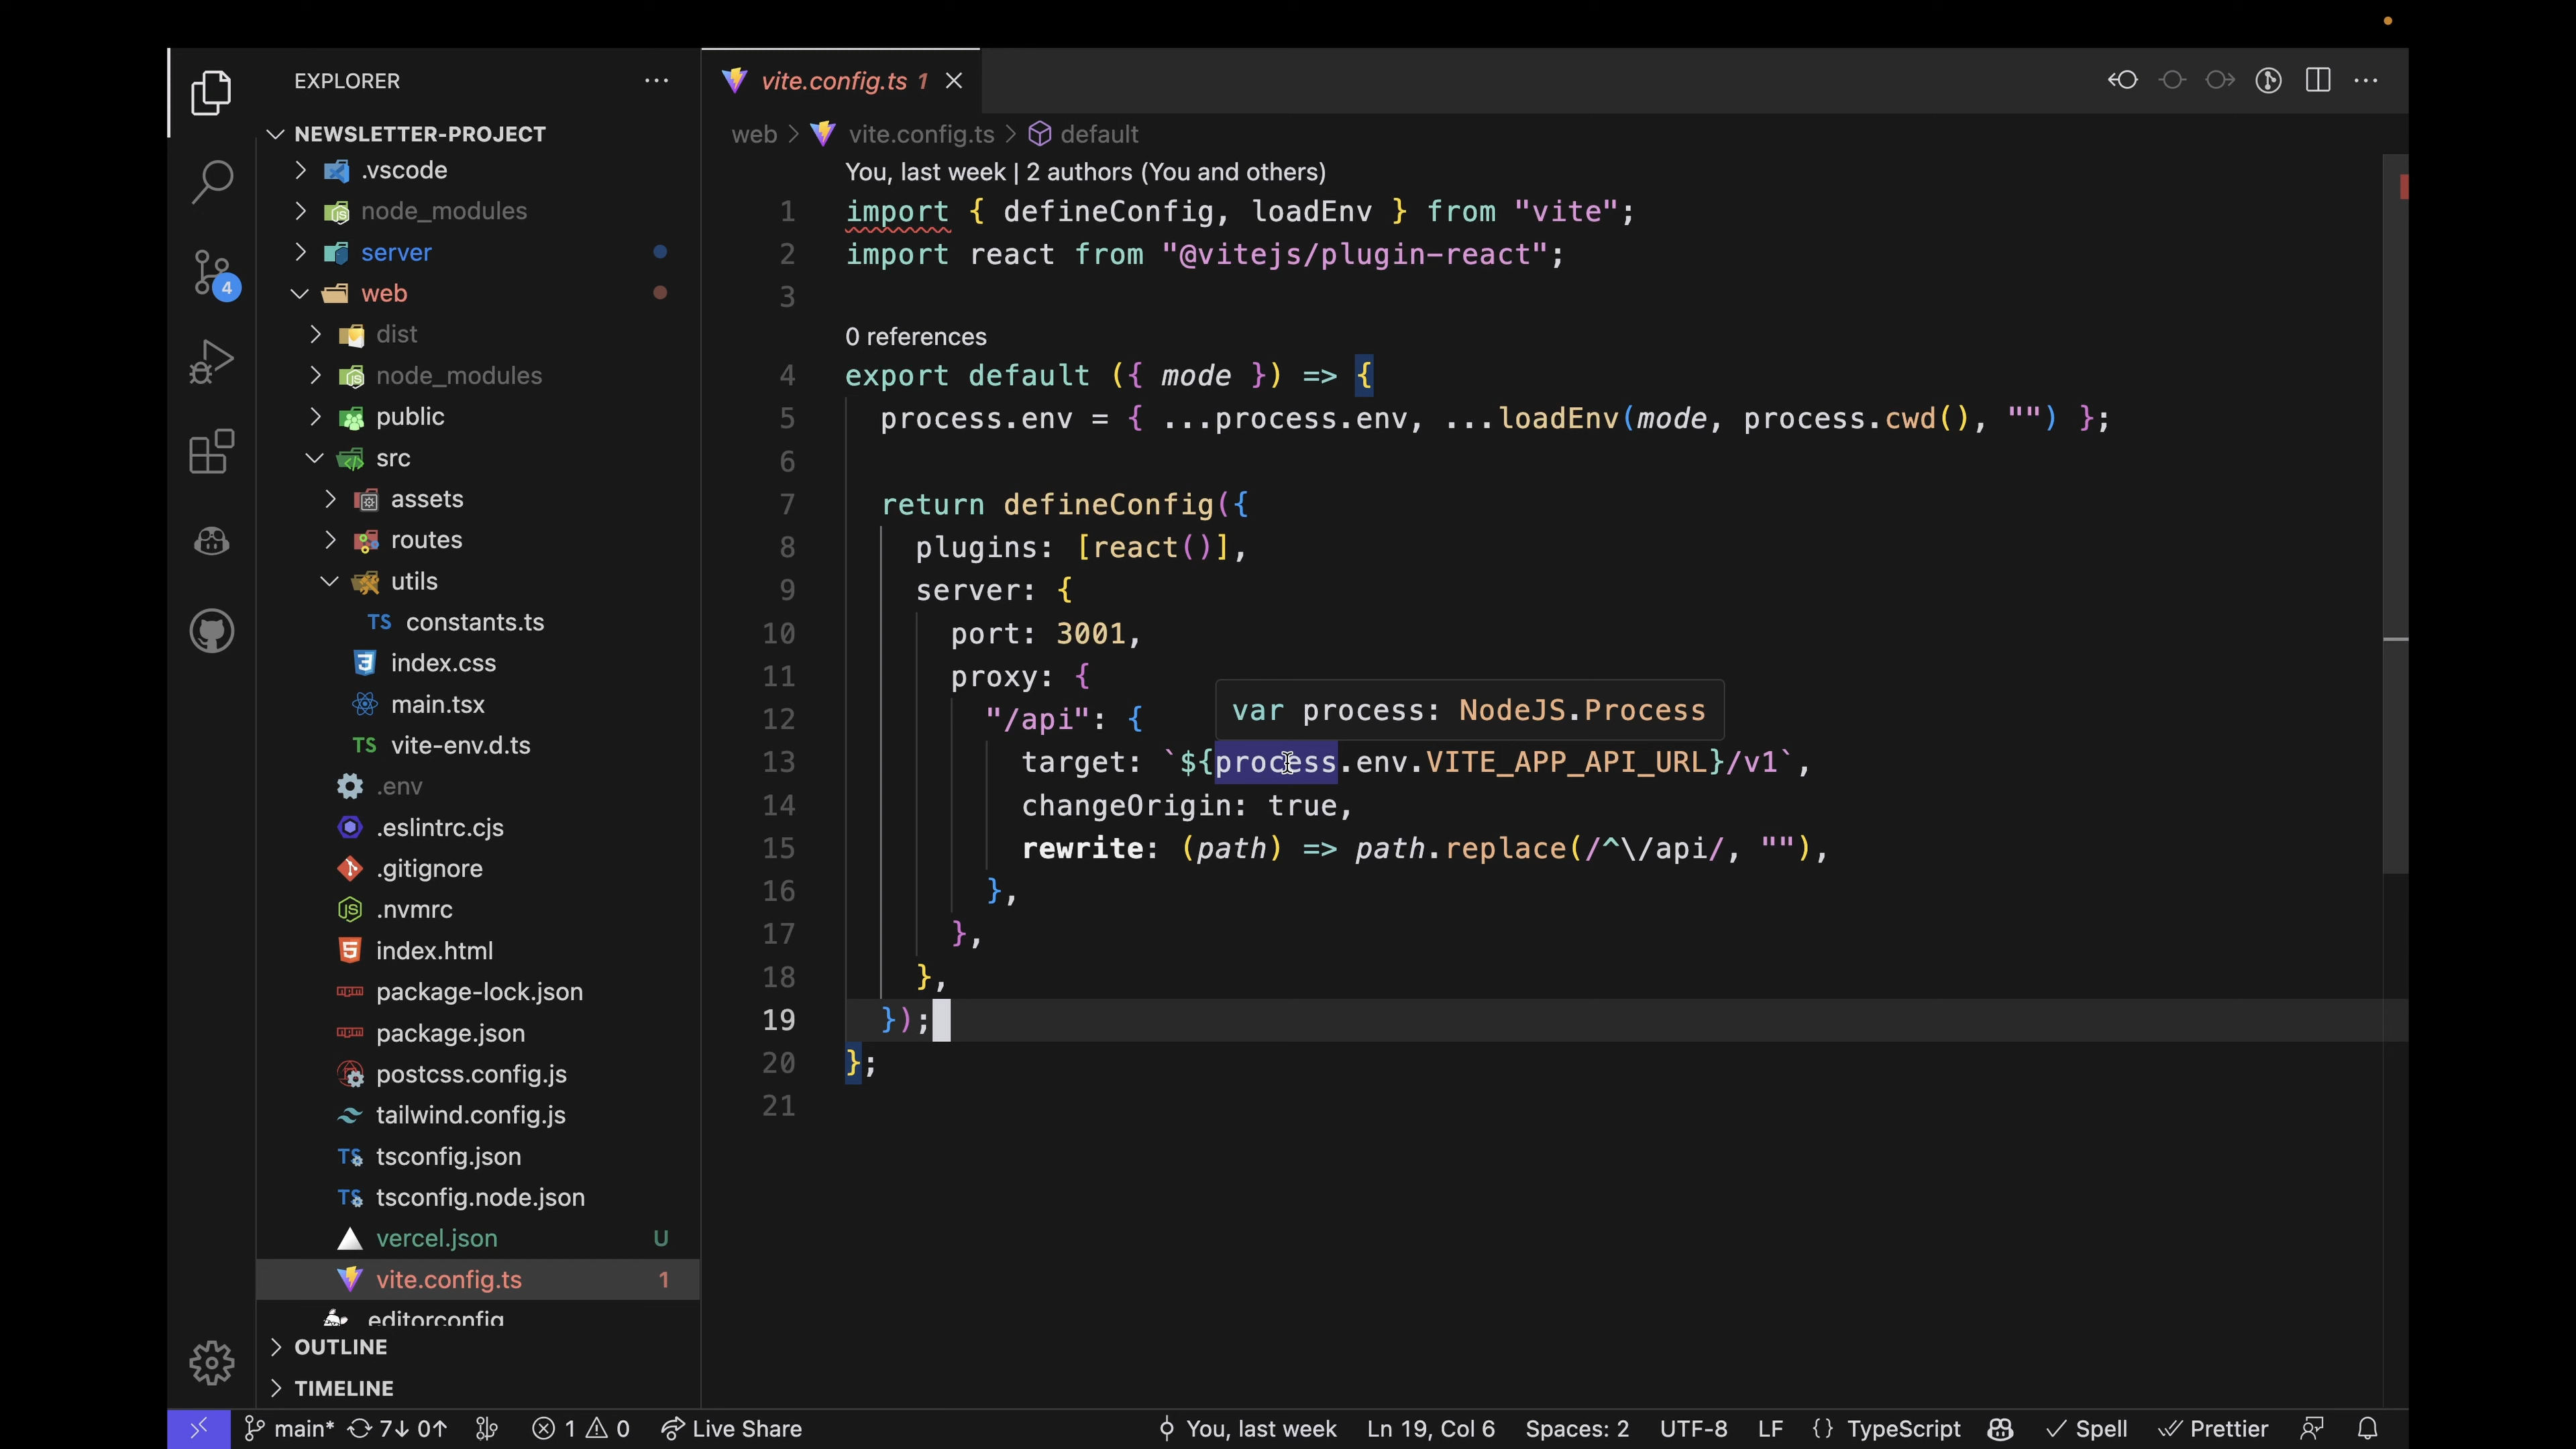 EXPLORER
NEWSLETTER-PROJECT
.vscode
node_modules
server
web
dist
node_modules
public
src
assets
routes
utils
TS constants.ts
index.css
main.tsx
TS vite-env.d.ts
.env
.eslintrc.cjs
.gitignore
.nvmrc
index.html
package-lock.json
package.json
postcss.config.js
tailwind.config.js
TS tsconfig.json
TS tsconfig.node.json
vercel.json U
vite.config.ts 1
.editorconfig
OUTLINE
TIMELINE
4
vite.config.ts 1
web > vite.config.ts > default
You, last week | 2 authors (You and others)
1 import { defineConfig, loadEnv } from "vite";
2 import react from "@vitejs/plugin-react";
3
0 references
4 export default ({ mode }) => {
5 process.env = { ...process.env, ...loadEnv(mode, process.cwd(), "") };
6
7 return defineConfig({
8 plugins: [react()],
9 server: {
10 port: 3001,
11 proxy: {
var process: NodeJS.Process
12 "/api": {
13 target: `${process.env.VITE_APP_API_URL}/v1`,
14 changeOrigin: true,
15 rewrite: (path) => path.replace(/^\/api/, ""),
16 },
17 },
18 },
19 });
20 };
21
main* 7↓ 0↑ 1 0 Live Share You, last week Ln 19, Col 6 Spaces: 2 UTF-8 LF {} TypeScript Spell Prettier